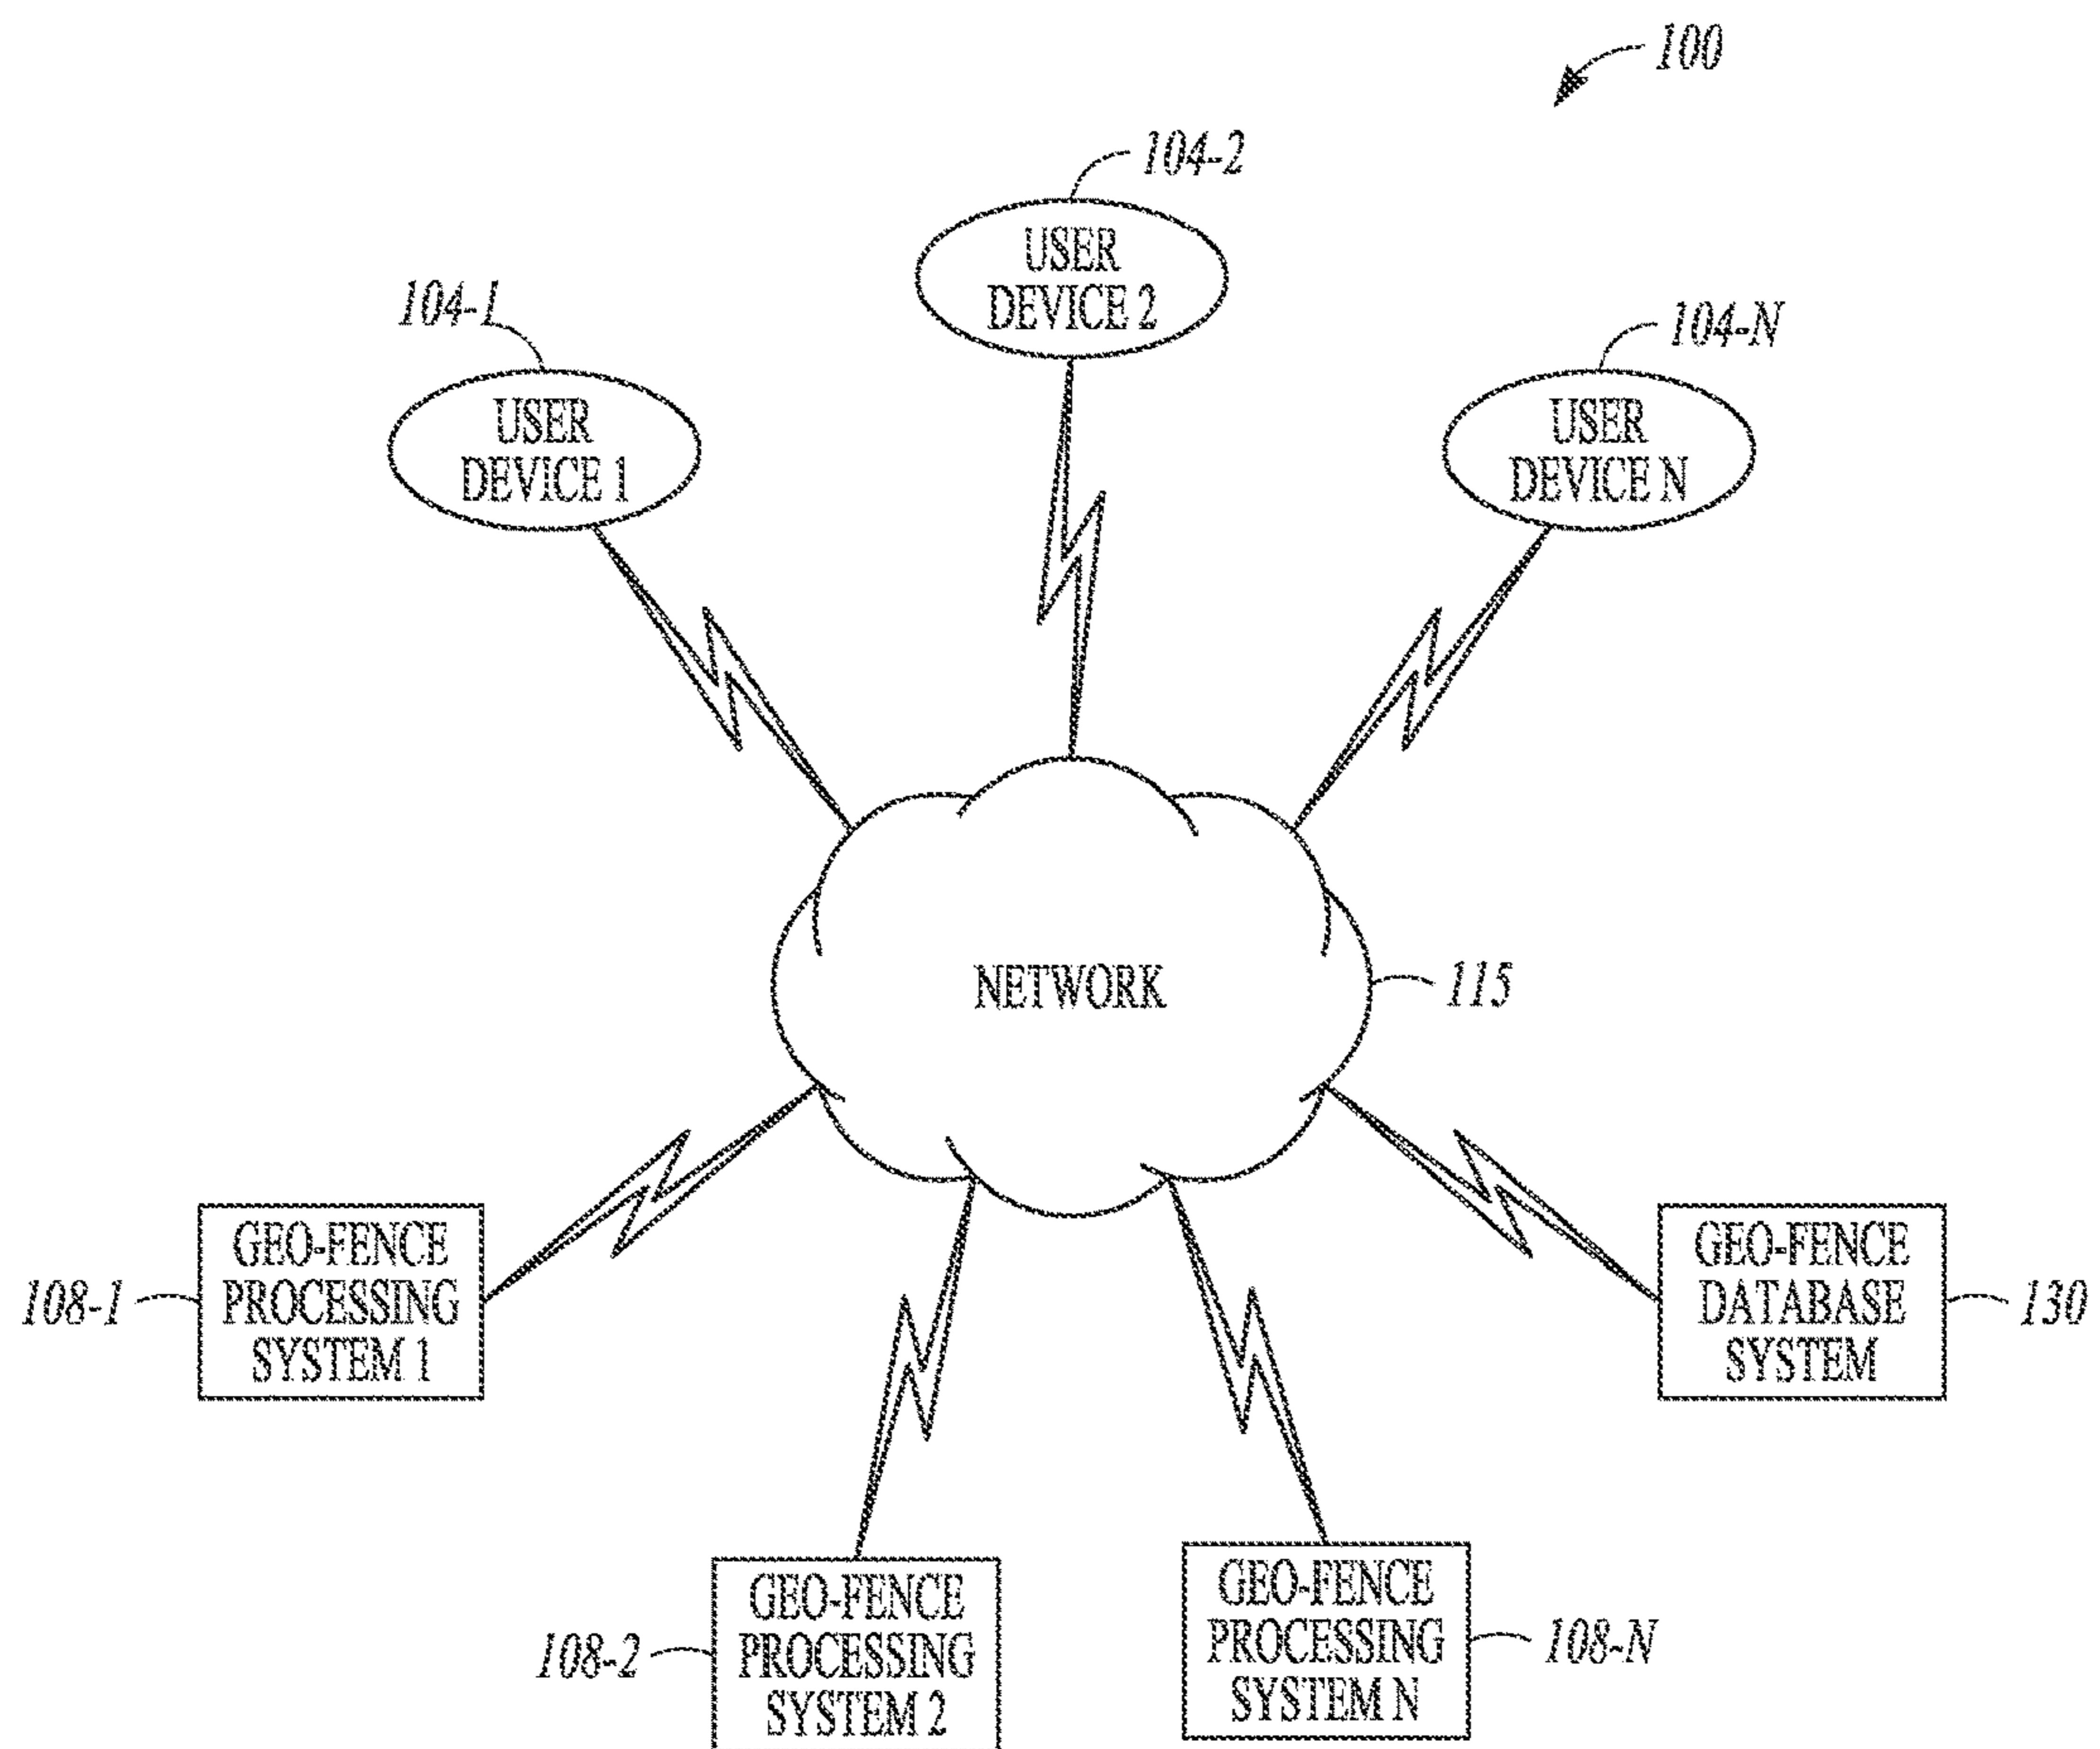 100
104-2
USER
DEVICE 2
104-1
USER
DEVICE 1
104-N
USER
DEVICE N
NETWORK
115
108-1
GEO-FENCE
PROCESSING
SYSTEM 1
GEO-FENCE
DATABASE
SYSTEM
130
108-2
GEO-FENCE
PROCESSING
SYSTEM 2
GEO-FENCE
PROCESSING
SYSTEM N
108-N